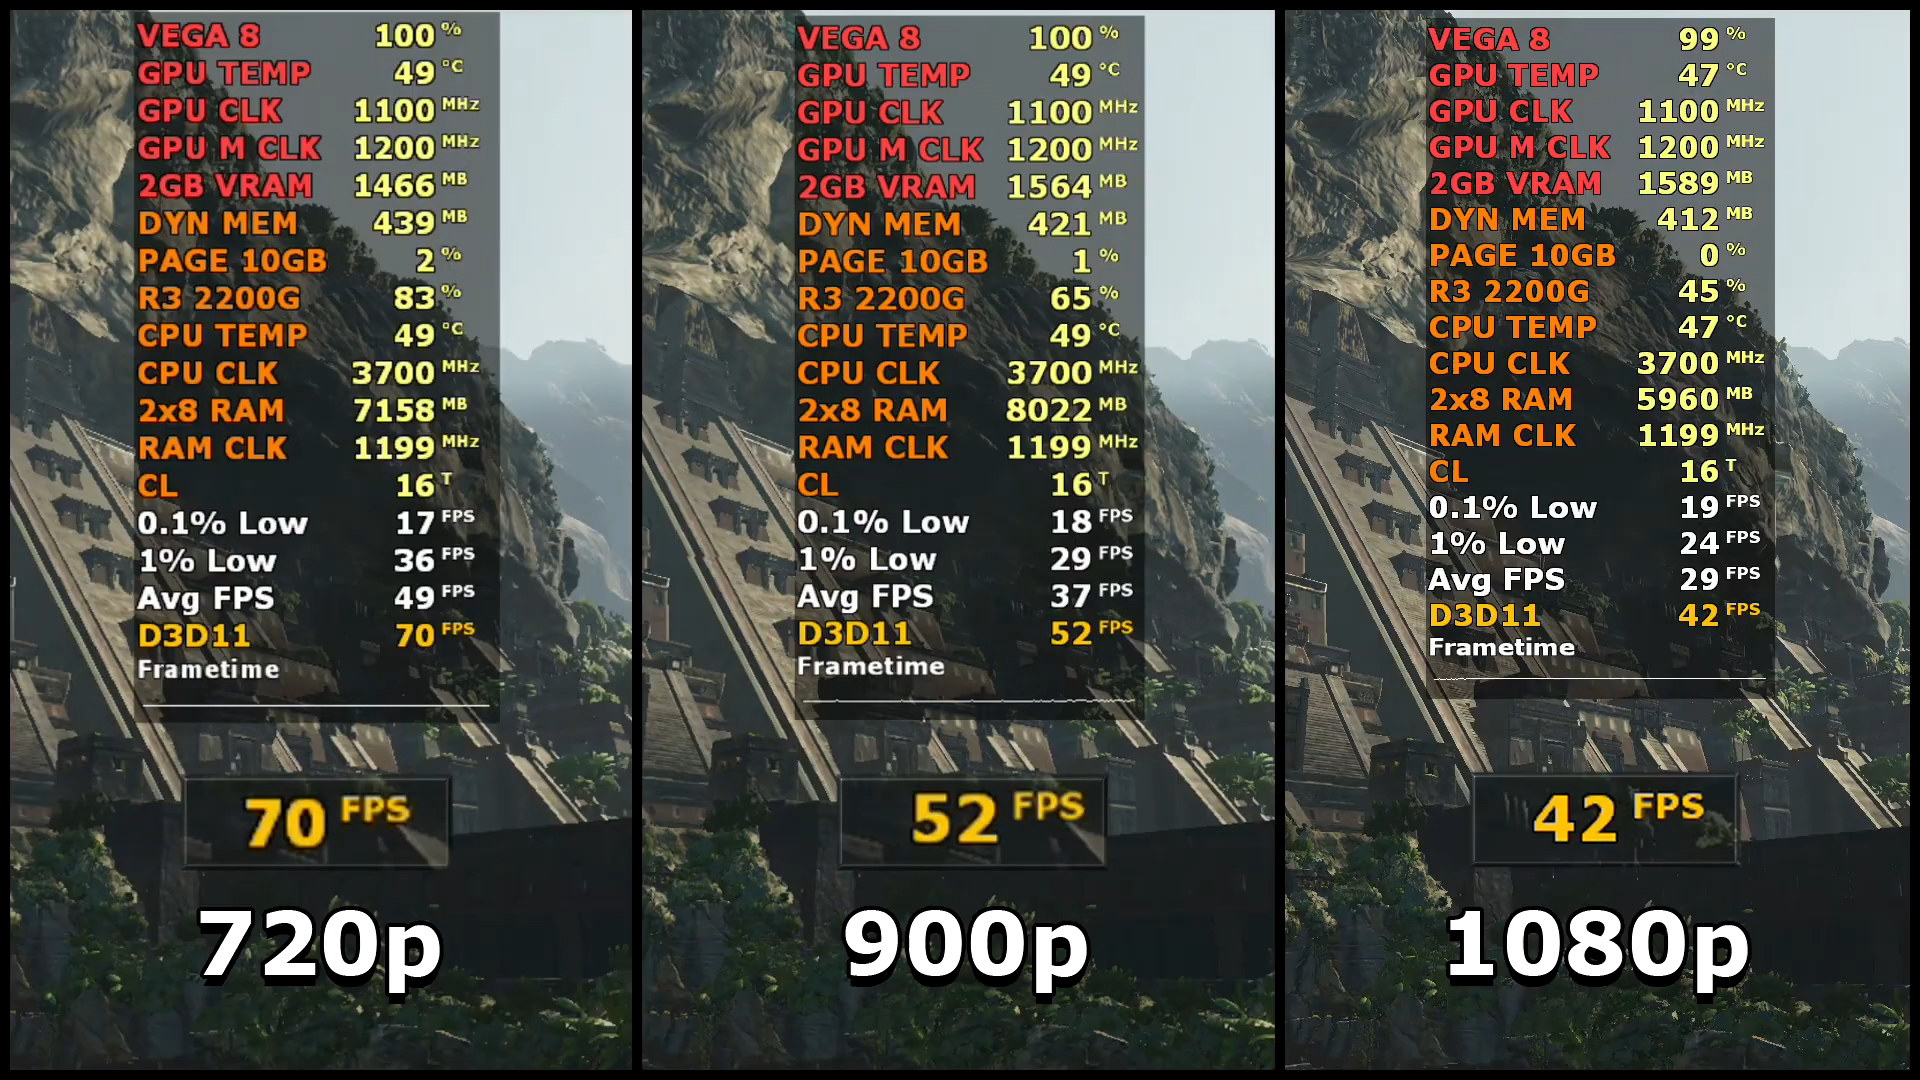 VEGA 8 100 %
GPU TEMP 49 °C
GPU CLK 1100 MHz
GPU M CLK 1200 MHz
2GB VRAM 1466 MB
DYN MEM 439 MB
PAGE 10GB 2 %
R3 2200G 83 %
CPU TEMP 49 °C
CPU CLK 3700 MHz
2x8 RAM 7158 MB
RAM CLK 1199 MHz
CL 16 T
0.1% Low 17 FPS
1% Low 36 FPS
Avg FPS 49 FPS
D3D11 70 FPS
Frametime
70 FPS
720p
VEGA 8 100 %
GPU TEMP 49 °C
GPU CLK 1100 MHz
GPU M CLK 1200 MHz
2GB VRAM 1564 MB
DYN MEM 421 MB
PAGE 10GB 1 %
R3 2200G 65 %
CPU TEMP 49 °C
CPU CLK 3700 MHz
2x8 RAM 8022 MB
RAM CLK 1199 MHz
CL 16 T
0.1% Low 18 FPS
1% Low 29 FPS
Avg FPS 37 FPS
D3D11 52 FPS
Frametime
52 FPS
900p
VEGA 8 99 %
GPU TEMP 47 °C
GPU CLK 1100 MHz
GPU M CLK 1200 MHz
2GB VRAM 1589 MB
DYN MEM 412 MB
PAGE 10GB 0 %
R3 2200G 45 %
CPU TEMP 47 °C
CPU CLK 3700 MHz
2x8 RAM 5960 MB
RAM CLK 1199 MHz
CL 16 T
0.1% Low 19 FPS
1% Low 24 FPS
Avg FPS 29 FPS
D3D11 42 FPS
Frametime
42 FPS
1080p